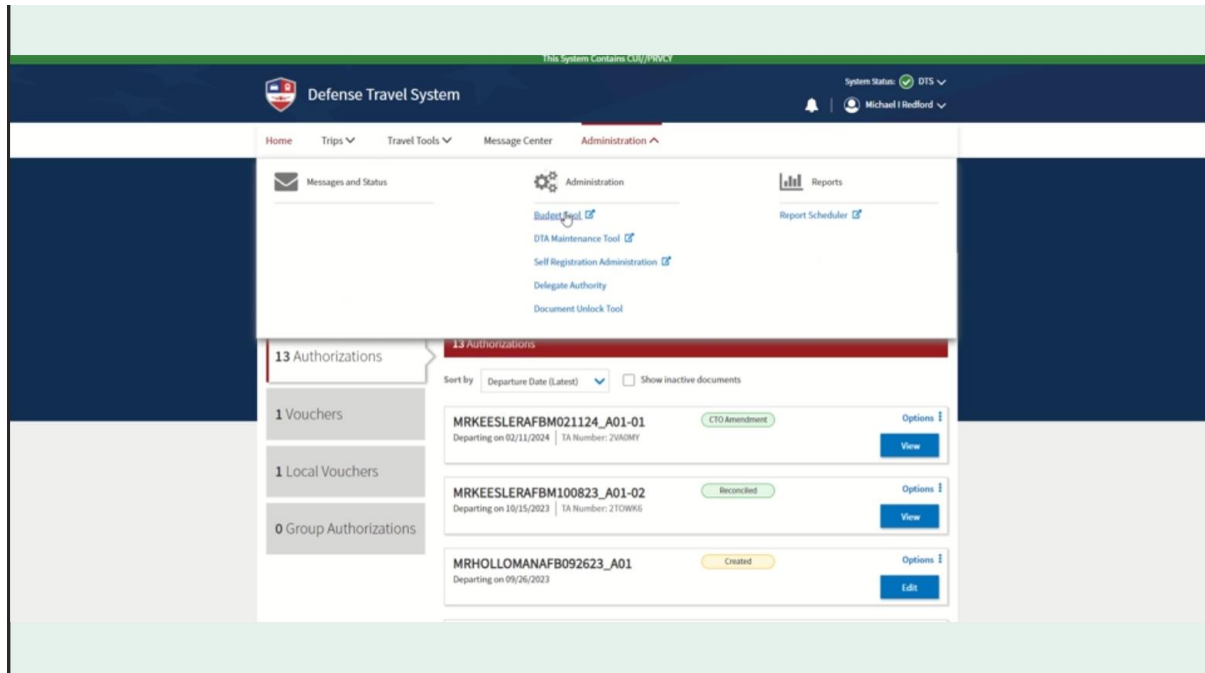 This System Contains CUI//PRVCY
Defense Travel System
System Status: DTS
Michael I Redford
Home Trips Travel Tools Message Center Administration
Messages and Status
Administration
Budget Tool
DTA Maintenance Tool
Self Registration Administration
Delegate Authority
Document Unlock Tool
Reports
Report Scheduler
13 Authorizations
1 Vouchers
1 Local Vouchers
0 Group Authorizations
13 Authorizations
Sort by Departure Date (Latest) Show inactive documents
MRKEESLERAFBM021124_A01-01 CTO Amendment Options
Departing on 02/11/2024 | TA Number: 2VA0MY View
MRKEESLERAFBM100823_A01-02 Reconciled Options
Departing on 10/15/2023 | TA Number: 2TOWK6 View
MRHOLLOMANAFB092623_A01 Created Options
Departing on 09/26/2023 Edit